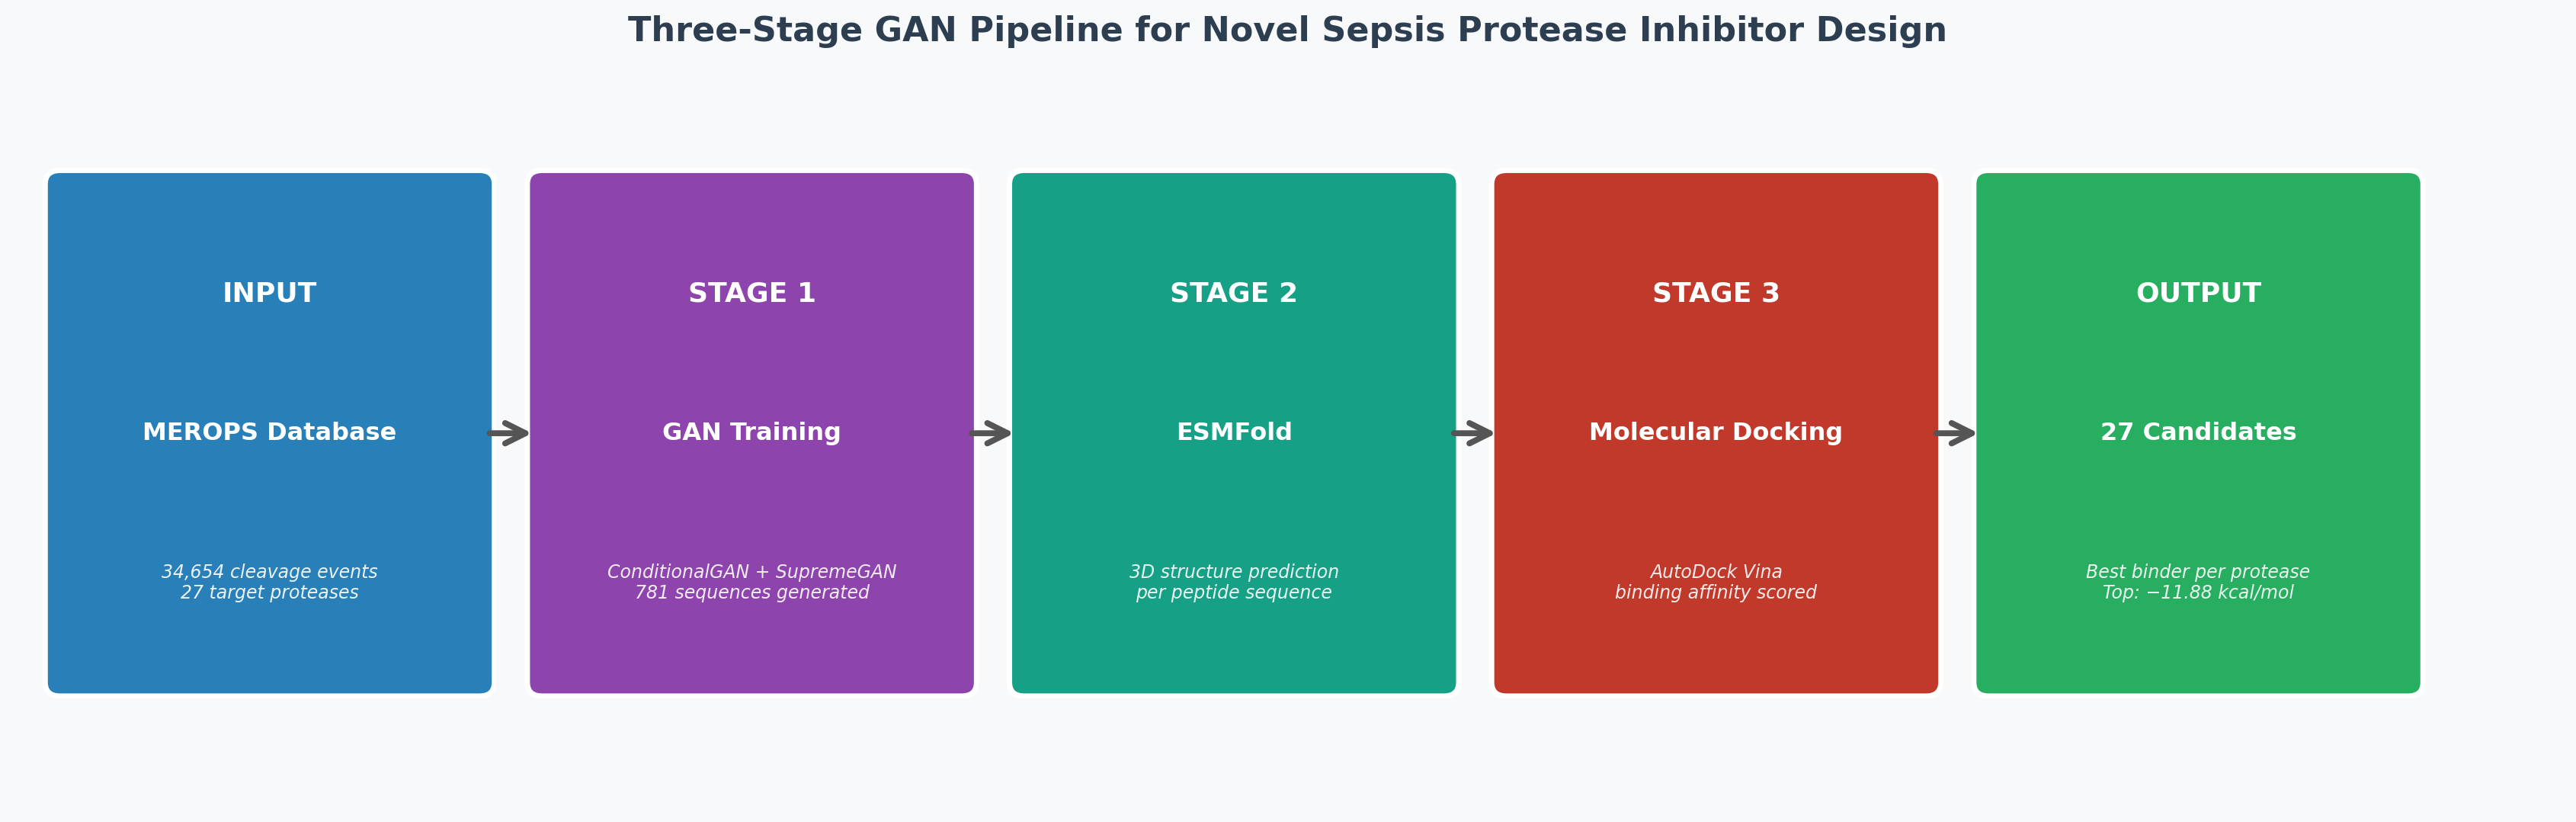 Three-Stage GAN Pipeline for Novel Sepsis Protease Inhibitor Design
INPUT
MEROPS Database
34,654 cleavage events
27 target proteases
STAGE 1
GAN Training
ConditionalGAN + SupremeGAN
781 sequences generated
STAGE 2
ESMFold
3D structure prediction
per peptide sequence
STAGE 3
Molecular Docking
AutoDock Vina
binding affinity scored
OUTPUT
27 Candidates
Best binder per protease
Top: −11.88 kcal/mol